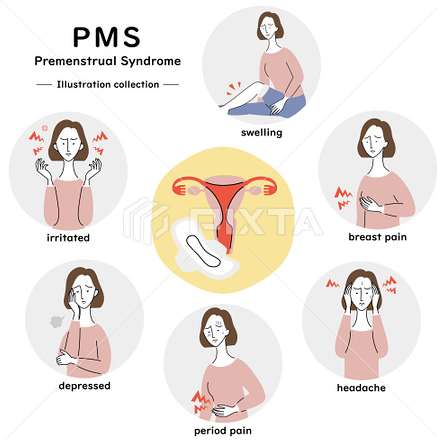 PMS
Premenstrual Syndrome
Illustration collection
swelling
irritated
breast pain
PIXTA
depressed
headache
period pain